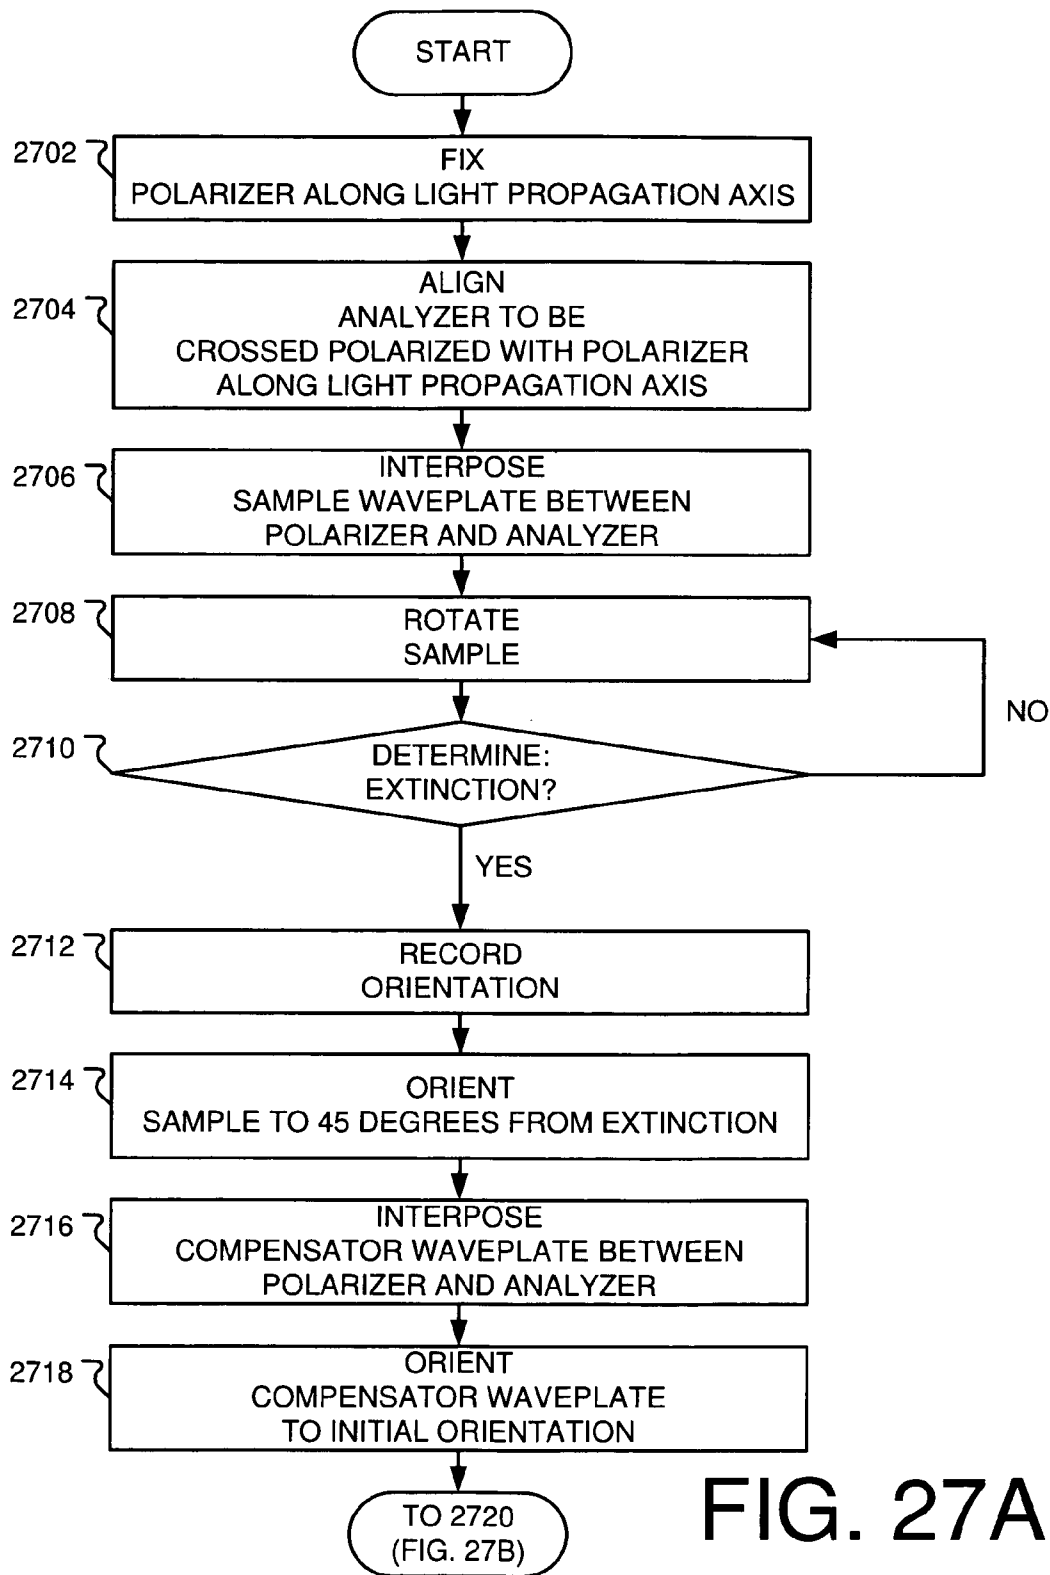 START
2702
FIX
POLARIZER ALONG LIGHT PROPAGATION AXIS
2704
ALIGN
ANALYZER TO BE
CROSSED POLARIZED WITH POLARIZER
ALONG LIGHT PROPAGATION AXIS
2706
INTERPOSE
SAMPLE WAVEPLATE BETWEEN
POLARIZER AND ANALYZER
2708
ROTATE
SAMPLE
NO
2710
DETERMINE:
EXTINCTION?
YES
2712
RECORD
ORIENTATION
2714
ORIENT
SAMPLE TO 45 DEGREES FROM EXTINCTION
2716
INTERPOSE
COMPENSATOR WAVEPLATE BETWEEN
POLARIZER AND ANALYZER
2718
ORIENT
COMPENSATOR WAVEPLATE
TO INITIAL ORIENTATION
TO 2720
(FIG. 27B)
FIG. 27A